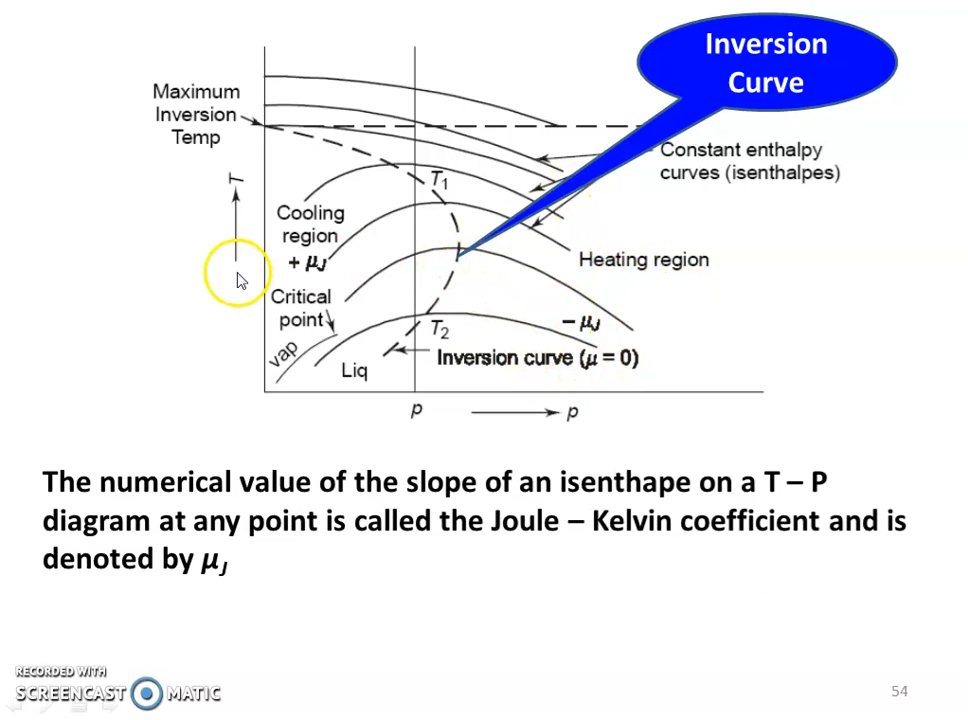 Inversion
Curve
Maximum
Inversion
Temp
T
Constant enthalpy
curves (isenthalpes)
T1
Cooling
region
+ μJ
Heating region
Critical
point
T2
– μJ
vap
Liq
Inversion curve (μ = 0)
p
p
The numerical value of the slope of an isenthape on a T – P
diagram at any point is called the Joule – Kelvin coefficient and is
denoted by μJ
RECORDED WITH
SCREENCAST MATIC
54